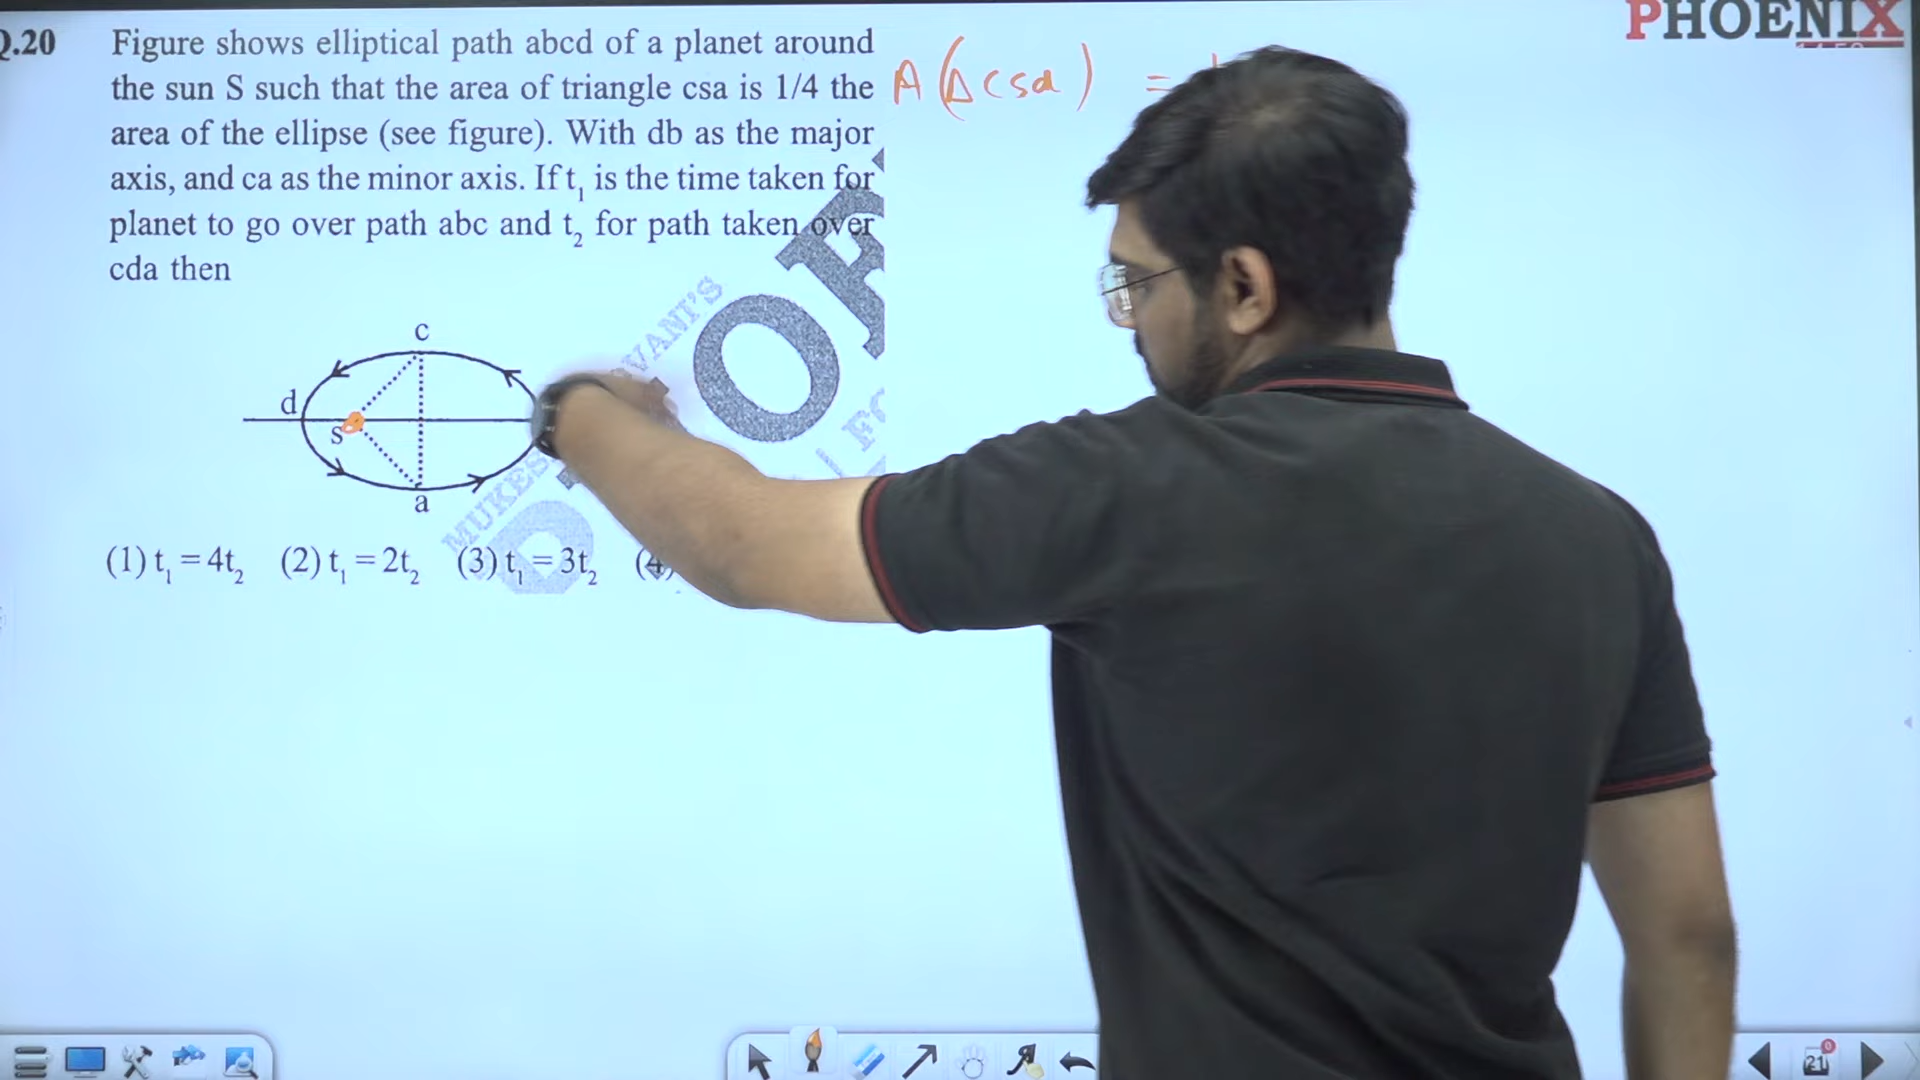 PHOENIX
Q.20 Figure shows elliptical path abcd of a planet around
the sun S such that the area of triangle csa is 1/4 the
area of the ellipse (see figure). With db as the major
axis, and ca as the minor axis. If t₁ is the time taken for
planet to go over path abc and t₂ for path taken over
cda then
A (Δ csa) =
c
d
s
a
(1) t₁ = 4t₂ (2) t₁ = 2t₂ (3) t₁ = 3t₂ (4)
21